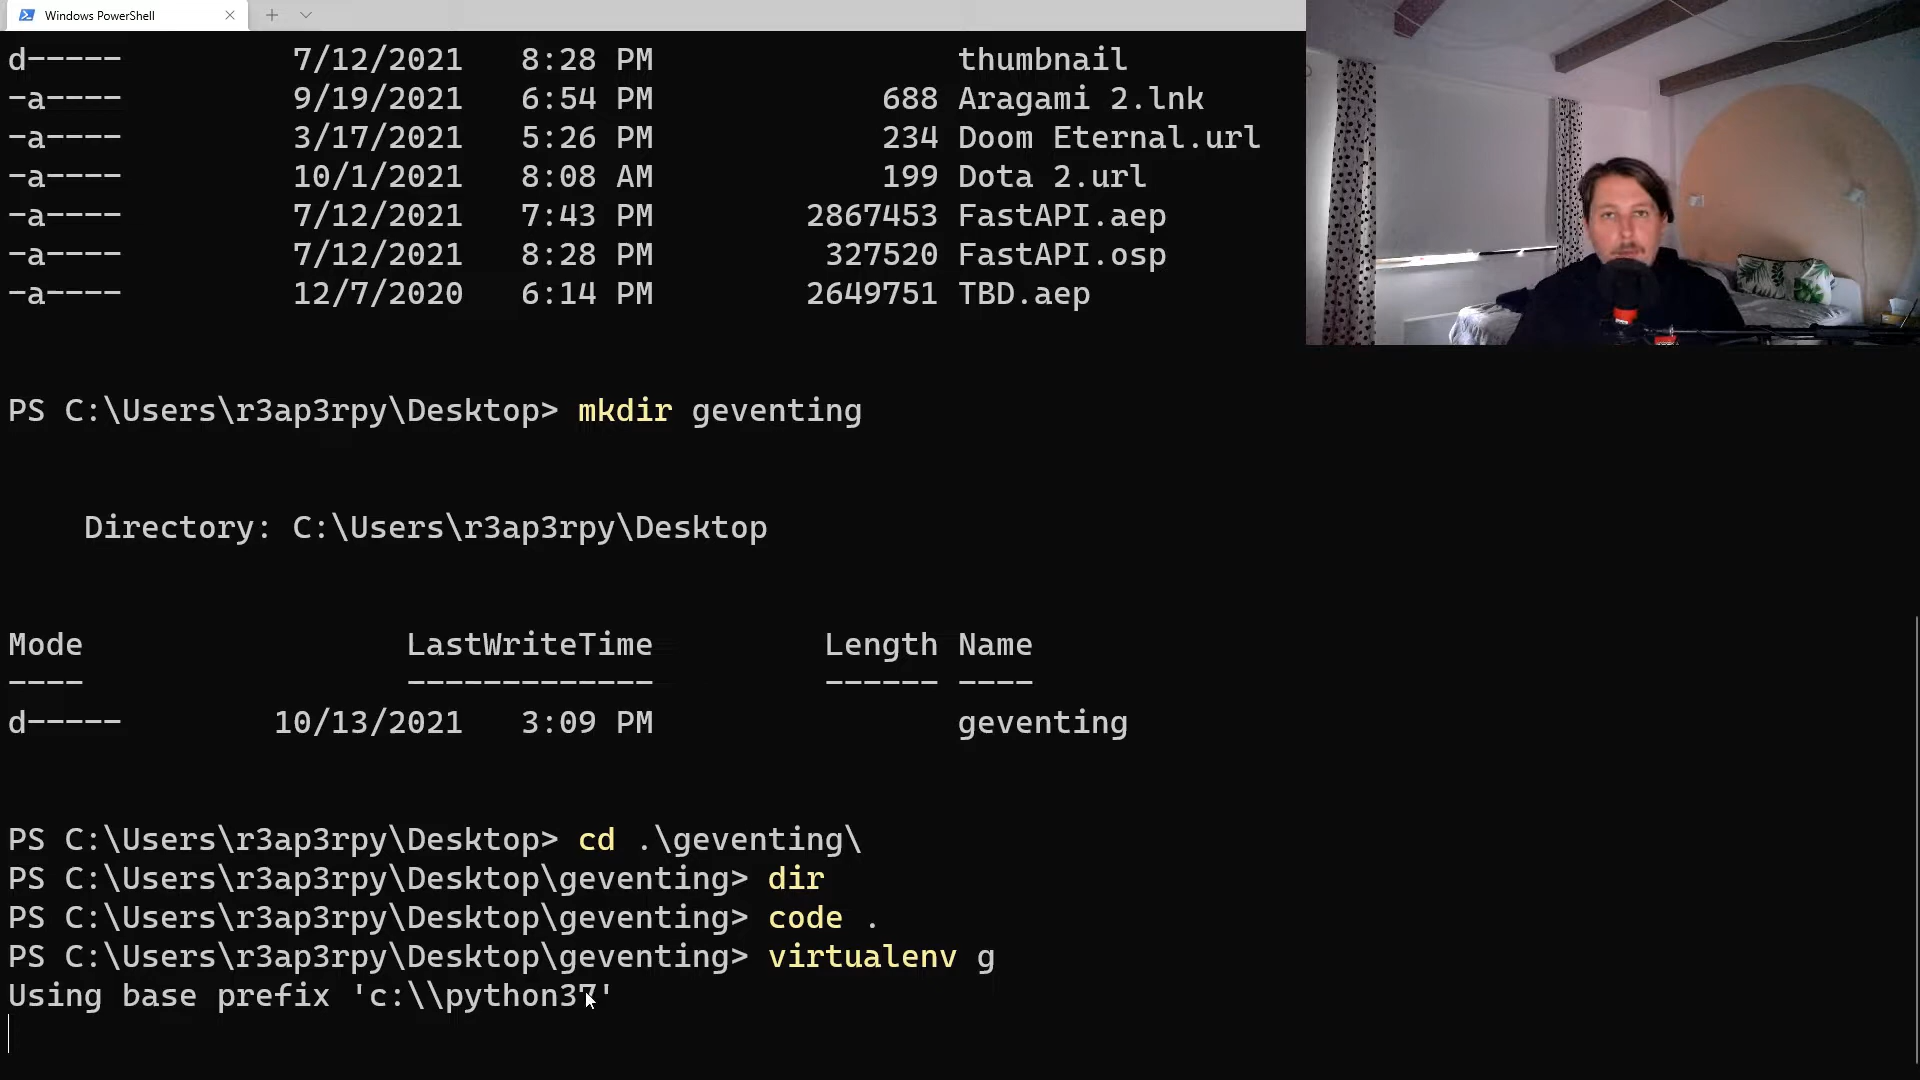 Windows PowerShell
d----- 7/12/2021 8:28 PM thumbnail
-a---- 9/19/2021 6:54 PM 688 Aragami 2.lnk
-a---- 3/17/2021 5:26 PM 234 Doom Eternal.url
-a---- 10/1/2021 8:08 AM 199 Dota 2.url
-a---- 7/12/2021 7:43 PM 2867453 FastAPI.aep
-a---- 7/12/2021 8:28 PM 327520 FastAPI.osp
-a---- 12/7/2020 6:14 PM 2649751 TBD.aep
PS C:\Users\r3ap3rpy\Desktop> mkdir geventing
Directory: C:\Users\r3ap3rpy\Desktop
Mode LastWriteTime Length Name
---- ------------- ------ ----
d----- 10/13/2021 3:09 PM geventing
PS C:\Users\r3ap3rpy\Desktop> cd .\geventing\
PS C:\Users\r3ap3rpy\Desktop\geventing> dir
PS C:\Users\r3ap3rpy\Desktop\geventing> code .
PS C:\Users\r3ap3rpy\Desktop\geventing> virtualenv g
Using base prefix 'c:\\python37'